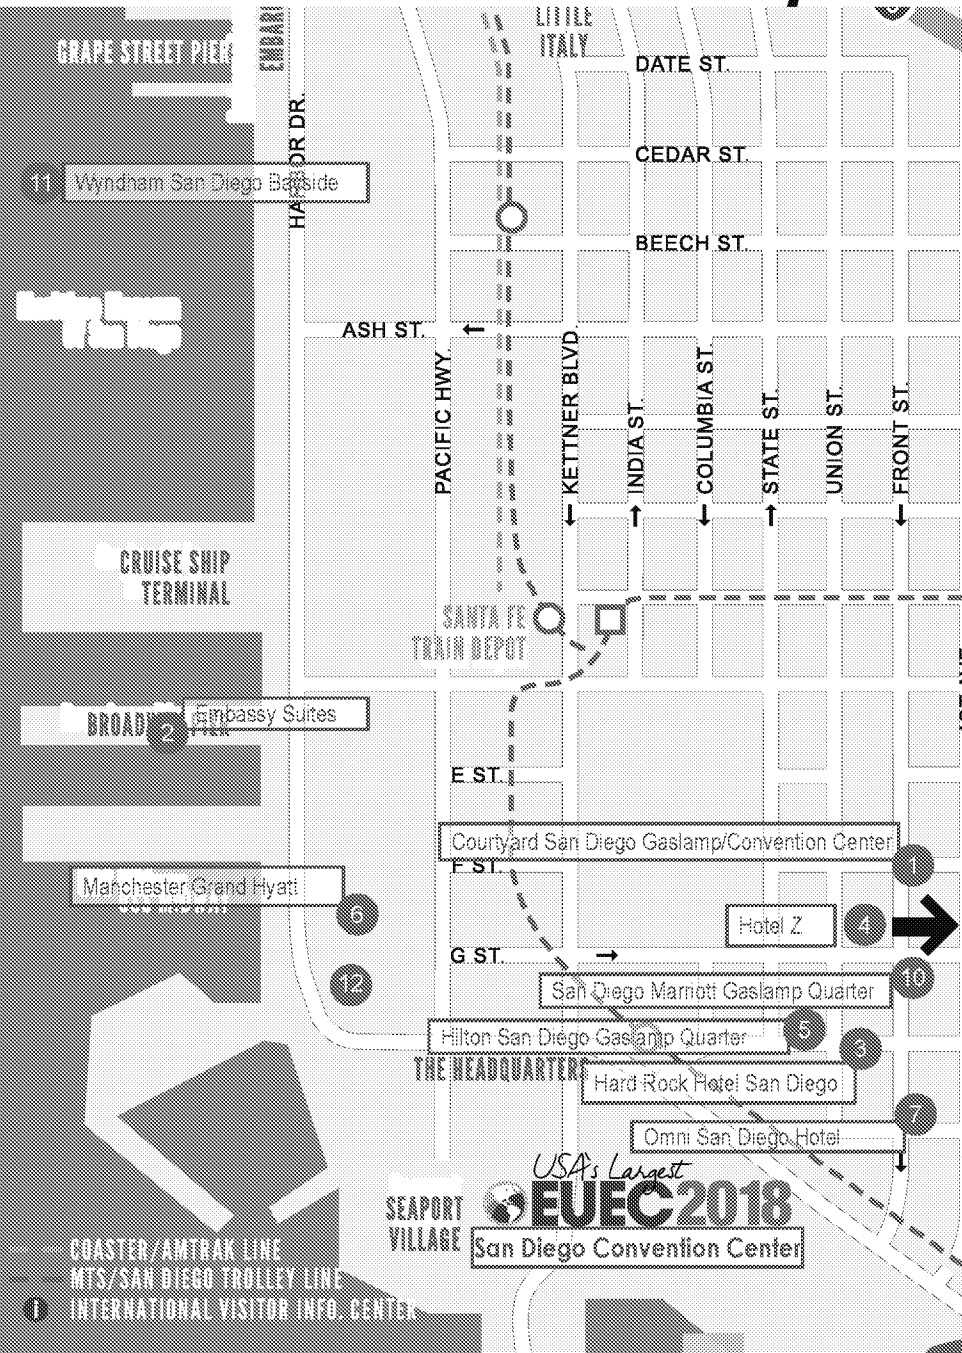 LITTLE
ITALY
GRAPE STREET PIER
EMBAR
DATE ST.
HARBOR DR.
CEDAR ST.
11 Wyndham San Diego Bayside
BEECH ST.
ASH ST.
PACIFIC HWY.
KETTNER BLVD.
INDIA ST.
COLUMBIA ST.
STATE ST.
UNION ST.
FRONT ST.
CRUISE SHIP
TERMINAL
SANTA FE
TRAIN DEPOT
1ST AVE
Embassy Suites
BROADWAY PIER
2
E ST.
Courtyard San Diego Gaslamp/Convention Center
F ST.
1
Manchester Grand Hyatt
6
Hotel Z
4
G ST.
12
San Diego Marriott Gaslamp Quarter
10
Hilton San Diego Gaslamp Quarter
5
3
THE HEADQUARTERS
Hard Rock Hotel San Diego
7
Omni San Diego Hotel
USA's Largest
EUEC2018
San Diego Convention Center
SEAPORT
VILLAGE
COASTER/AMTRAK LINE
MTS/SAN DIEGO TROLLEY LINE
i INTERNATIONAL VISITOR INFO. CENTER